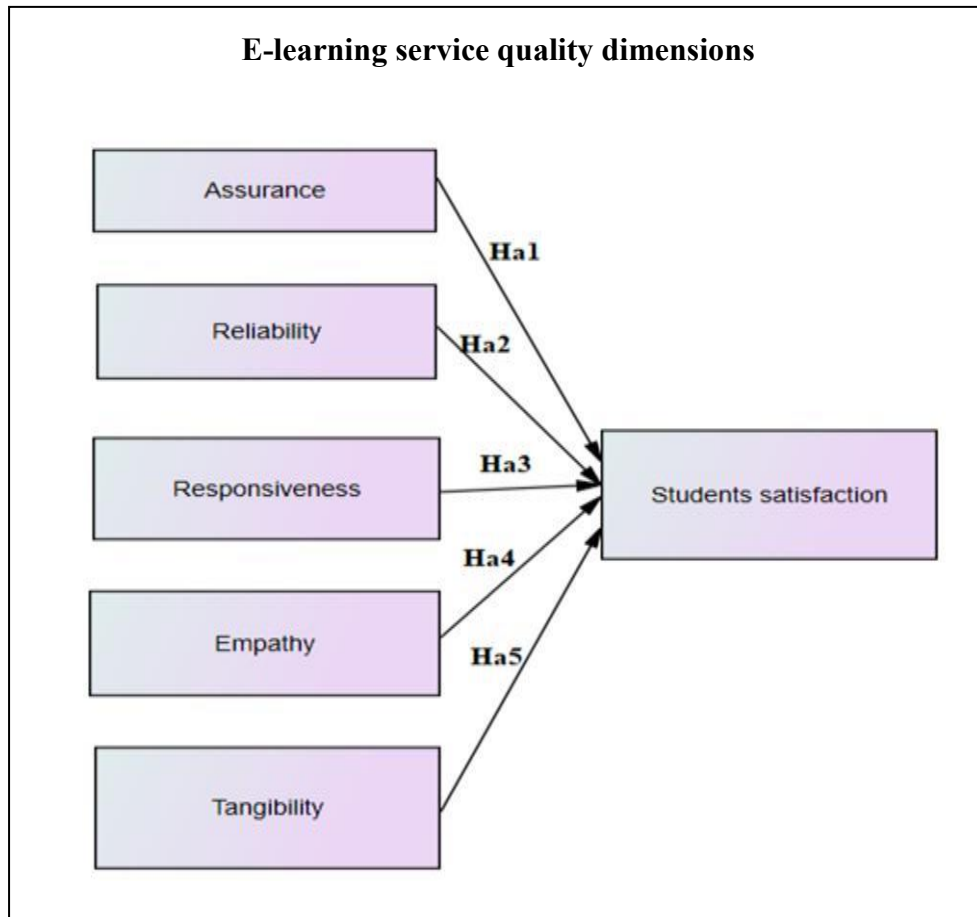 E-learning service quality dimensions
Assurance
Ha1
Reliability
Ha2
Responsiveness
Ha3
Students satisfaction
Ha4
Empathy
Ha5
Tangibility